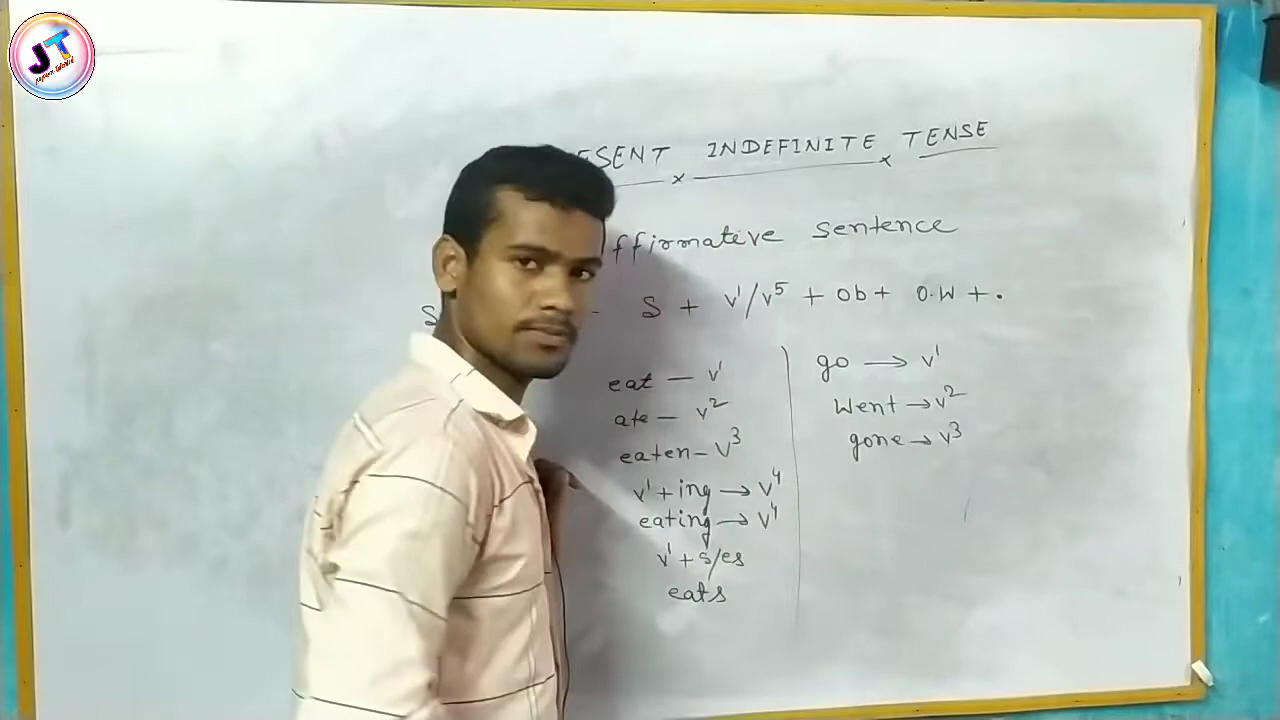 JT
ESENT INDEFINITE TENSE
ffirmative sentence
S - S + v¹/v⁵ + ob + O.W + .
eat — v¹
ate — v²
eaten – v³
v¹ + ing → v⁴
eating → v⁴
v¹ + s/es
eats
go → v¹
Went → v²
gone → v³